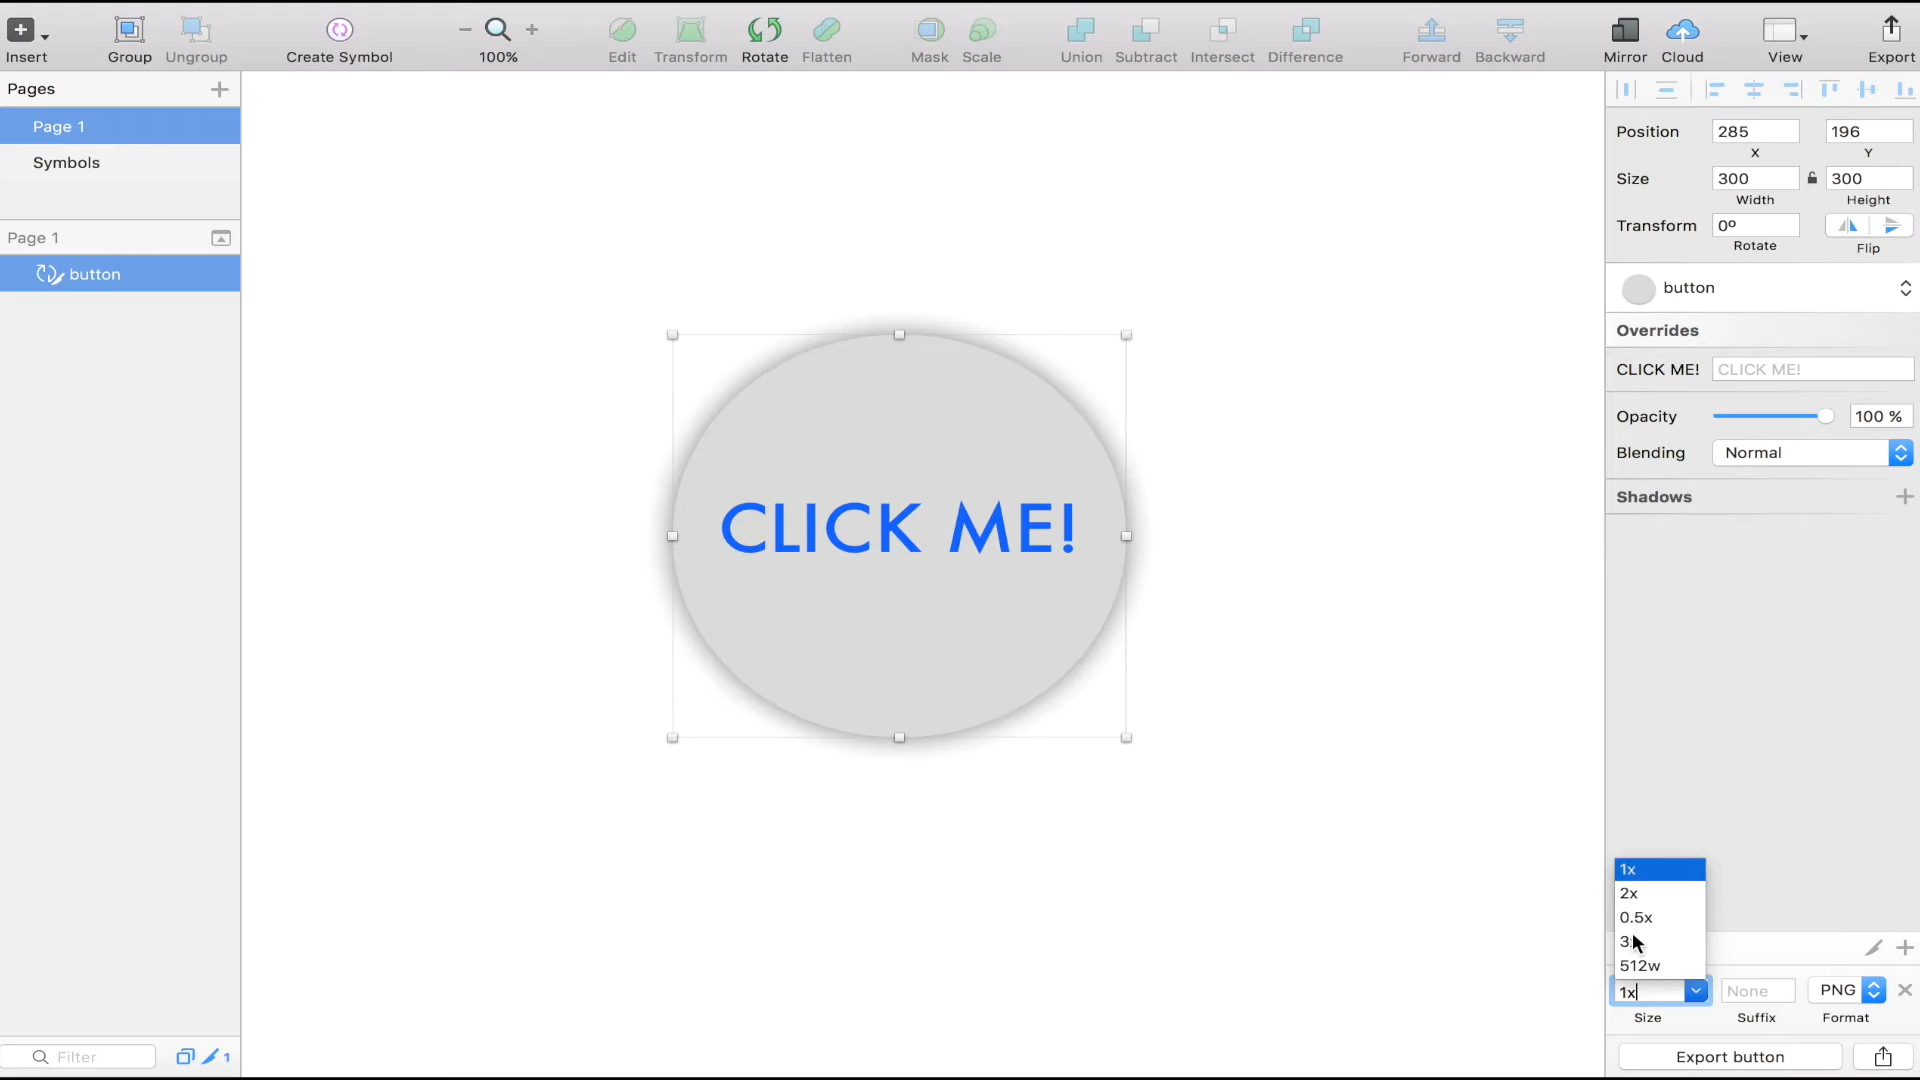 Insert Group Ungroup Create Symbol 100% Edit Transform Rotate Flatten Mask Scale Union Subtract Intersect Difference Forward Backward Mirror Cloud View Export
Pages
Page 1
Symbols
Page 1
button
Filter 1
CLICK ME!
Position 285 196
X Y
Size 300 300
Width Height
Transform 0º
Rotate Flip
button
Overrides
CLICK ME! CLICK ME!
Opacity 100 %
Blending Normal
Shadows
1x
2x
0.5x
512w
1x None PNG
Size Suffix Format
Export button